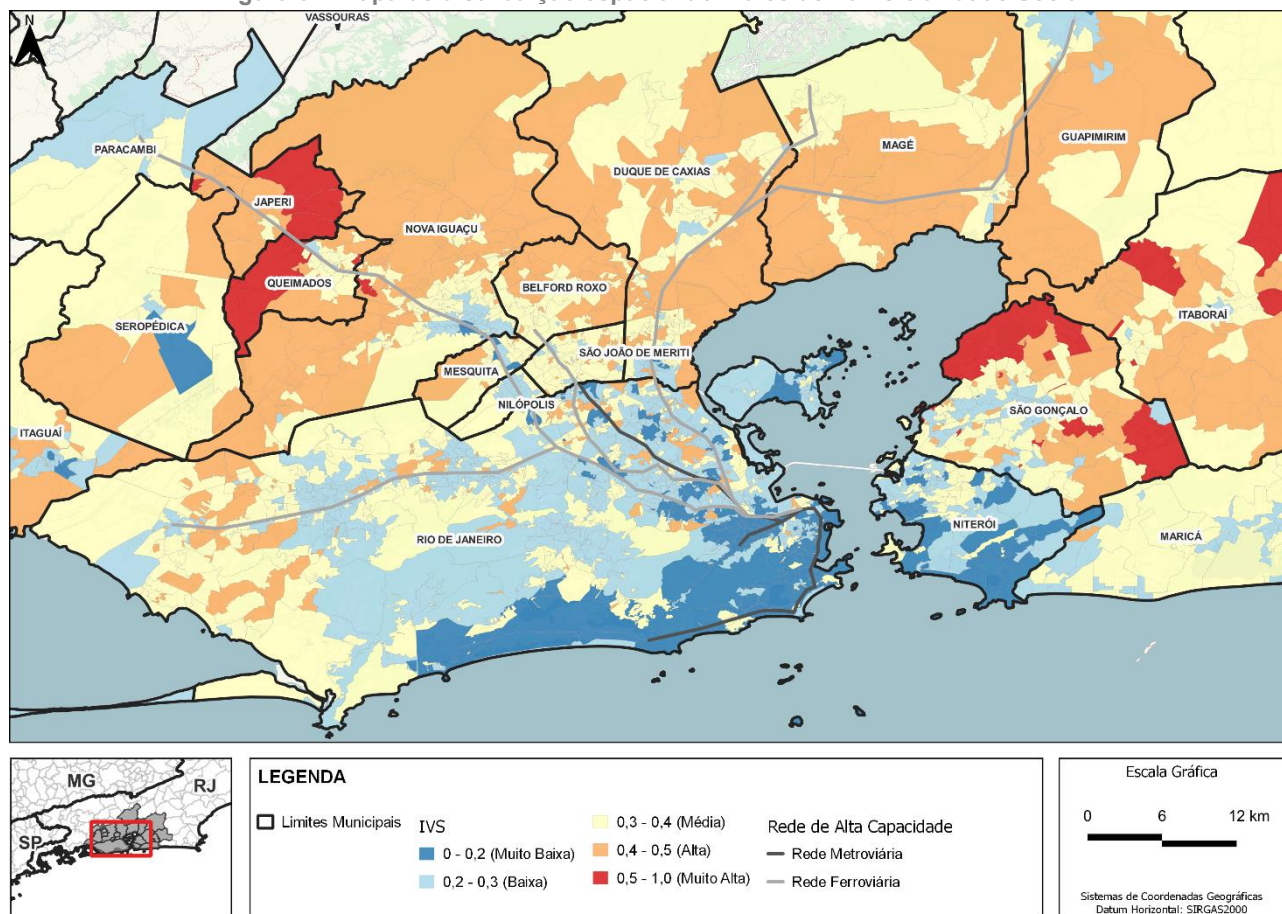 VASSOURAS
N
PARACAMBI
GUAPIMIRIM
MAGÉ
DUQUE DE CAXIAS
JAPERI
NOVA IGUAÇU
QUEIMADOS
BELFORD ROXO
ITABORAÍ
SEROPÉDICA
SÃO JOÃO DE MERITI
MESQUITA
NILÓPOLIS
SÃO GONÇALO
ITAGUAÍ
NITERÓI
MARICÁ
RIO DE JANEIRO
MG
RJ
SP
LEGENDA
Limites Municipais
IVS
0 - 0,2 (Muito Baixa)
0,2 - 0,3 (Baixa)
0,3 - 0,4 (Média)
0,4 - 0,5 (Alta)
0,5 - 1,0 (Muito Alta)
Rede de Alta Capacidade
Rede Metroviária
Rede Ferroviária
Escala Gráfica
0 6 12 km
Sistemas de Coordenadas Geográficas
Datum Horizontal: SIRGAS2000